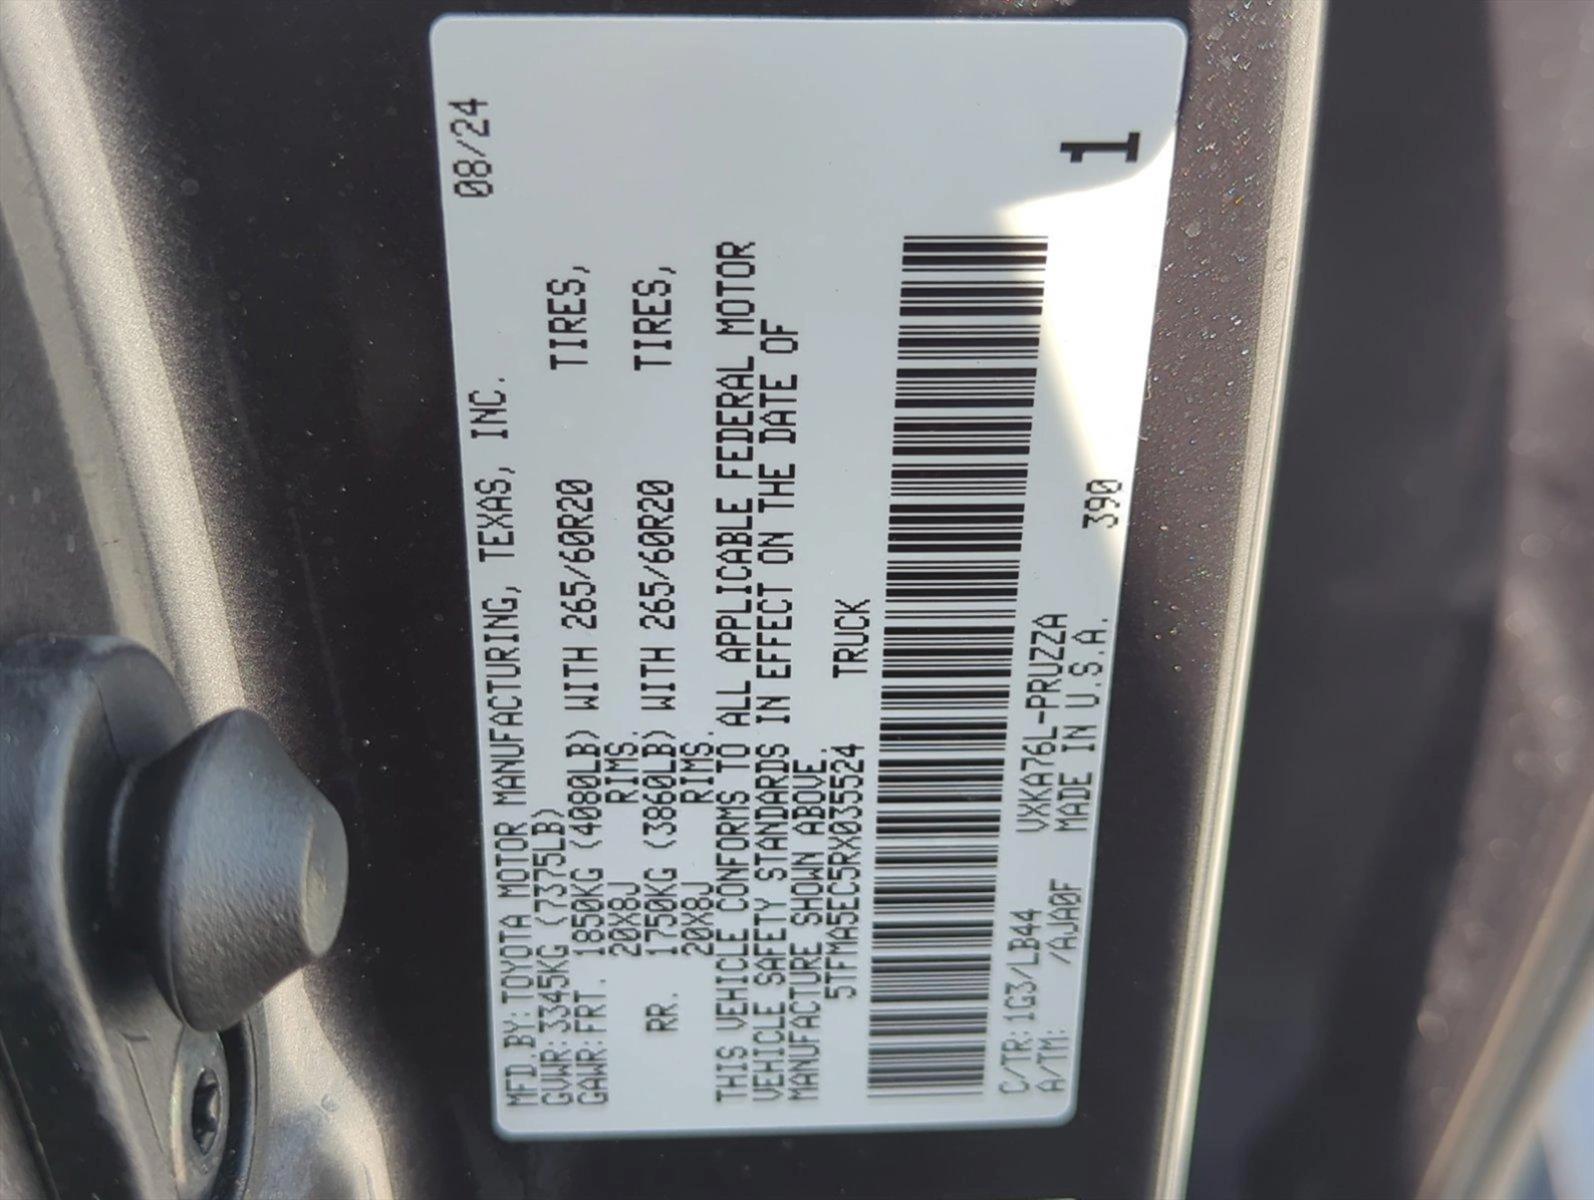 MFD.BY:TOYOTA MOTOR MANUFACTURING, TEXAS, INC. 08/24
GVWR:3345KG (7375LB)
GAWR:FRT. 1850KG (4080LB) WITH 265/60R20 TIRES,
20X8J RIMS.
RR. 1750KG (3860LB) WITH 265/60R20 TIRES,
20X8J RIMS.
THIS VEHICLE CONFORMS TO ALL APPLICABLE FEDERAL MOTOR
VEHICLE SAFETY STANDARDS IN EFFECT ON THE DATE OF
MANUFACTURE SHOWN ABOVE.
5TFMA5EC5RX035524 TRUCK
C/TR:1G3/LB44 VXKA76L-PRUZZA 1
A/TM: /AJA0F MADE IN U.S.A. 390